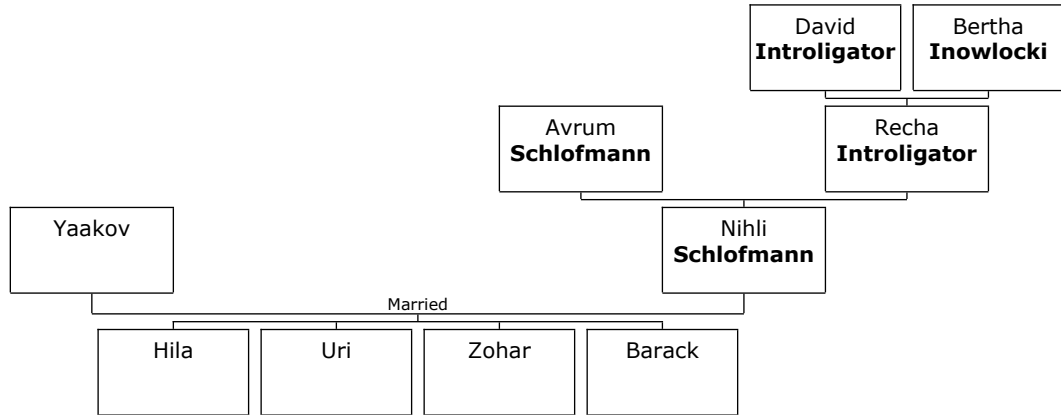 David
Introligator
Bertha
Inowlocki
Avrum
Schlofmann
Recha
Introligator
Yaakov
Nihli
Schlofmann
Married
Hila
Uri
Zohar
Barack